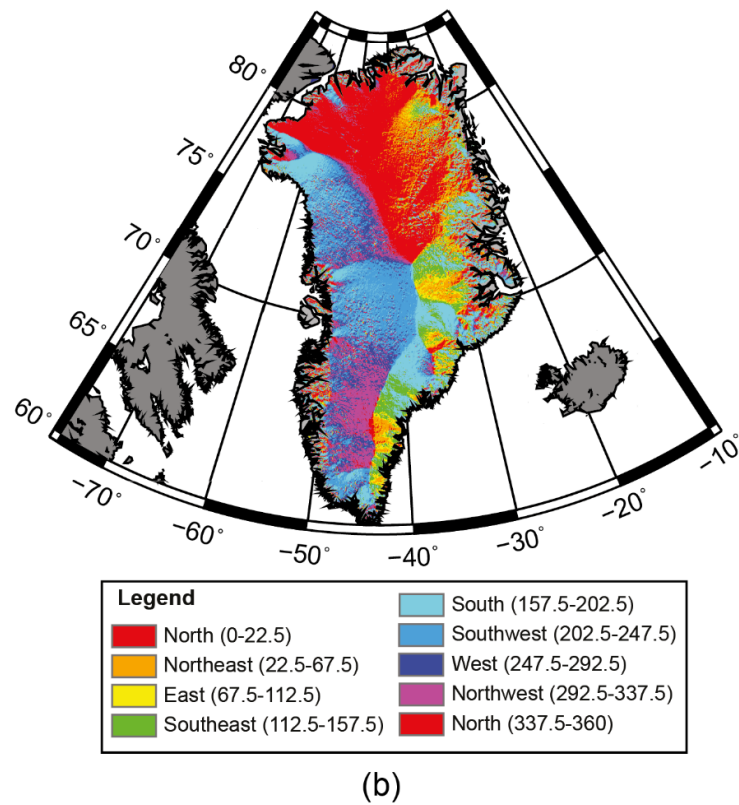 80°
75°
70°
65°
60°
−70°
−60°
−50°
−40°
−30°
−20°
−10°
Legend
North (0-22.5)
Northeast (22.5-67.5)
East (67.5-112.5)
Southeast (112.5-157.5)
South (157.5-202.5)
Southwest (202.5-247.5)
West (247.5-292.5)
Northwest (292.5-337.5)
North (337.5-360)
(b)